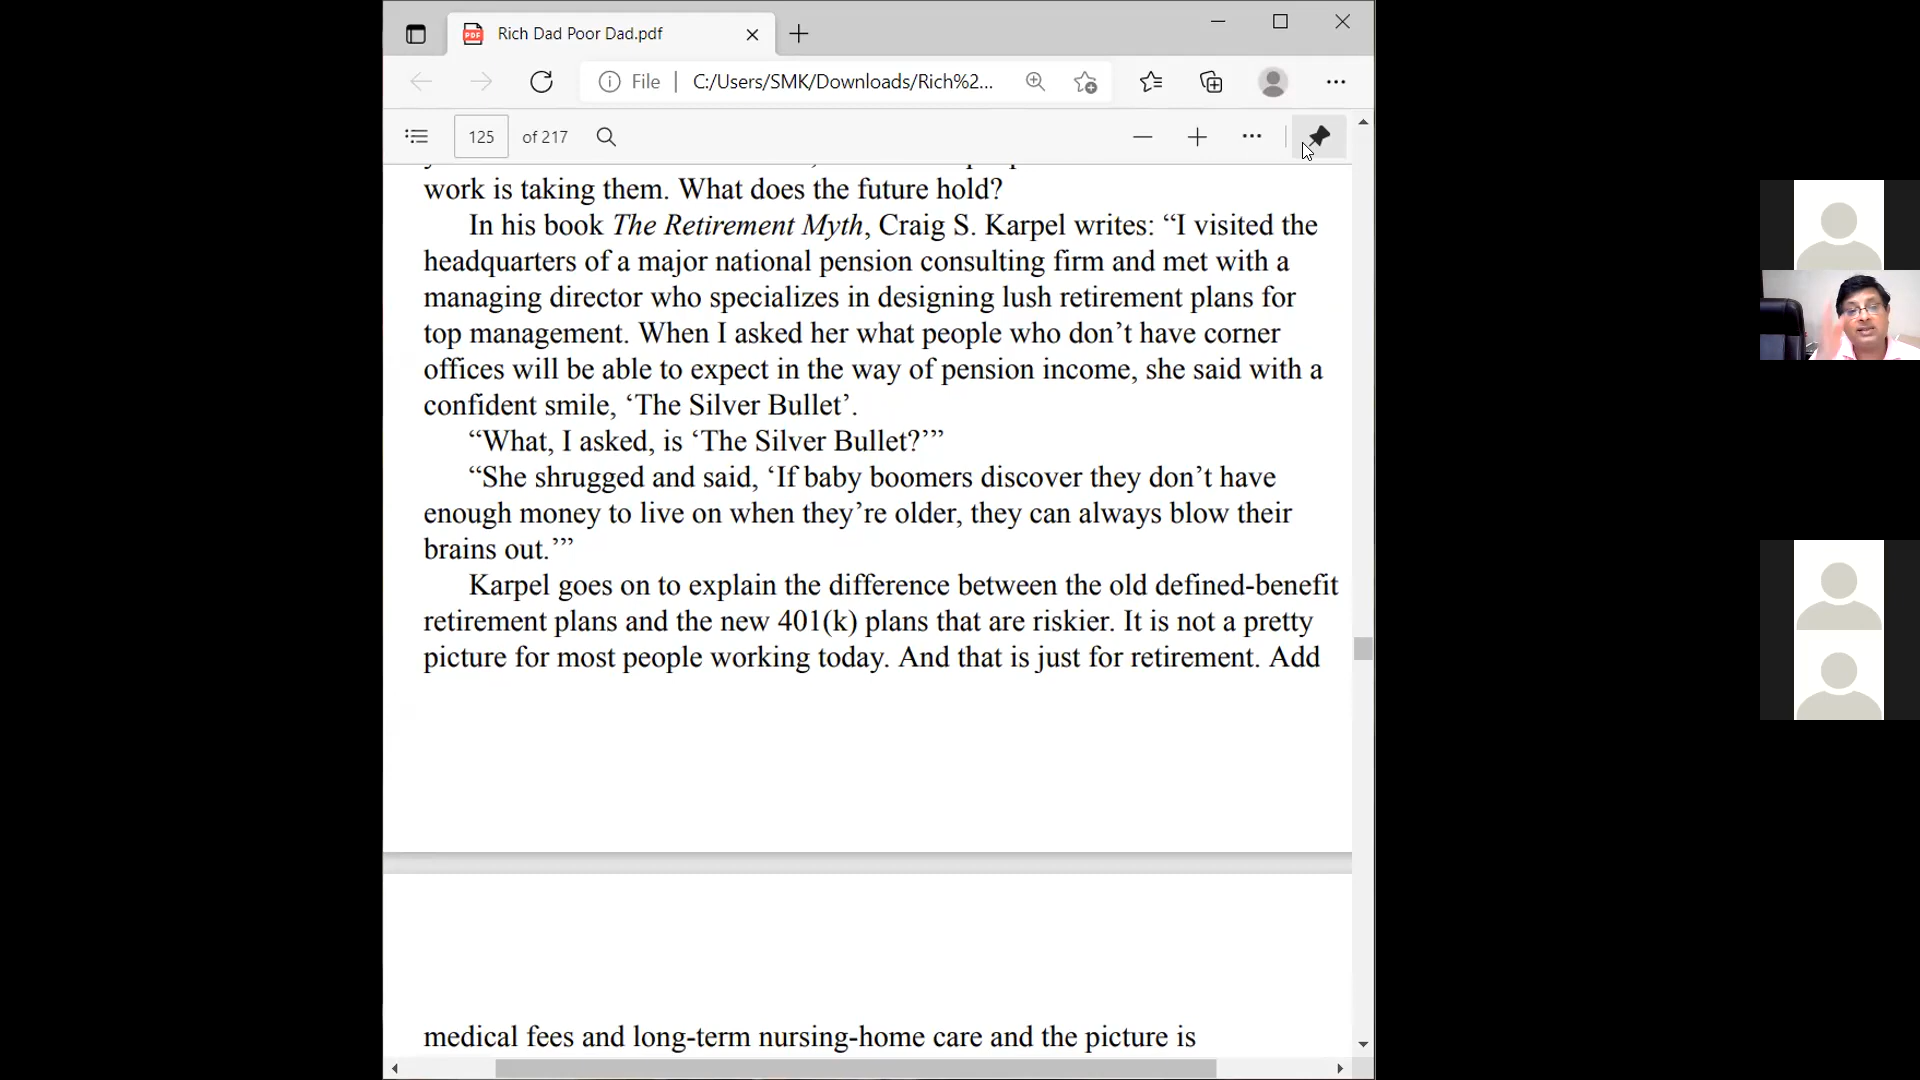 Rich Dad Poor Dad.pdf
File
C:/Users/SMK/Downloads/Rich%2...
125 of 217
work is taking them. What does the future hold?
In his book The Retirement Myth, Craig S. Karpel writes: “I visited the
headquarters of a major national pension consulting firm and met with a
managing director who specializes in designing lush retirement plans for
top management. When I asked her what people who don’t have corner
offices will be able to expect in the way of pension income, she said with a
confident smile, ‘The Silver Bullet’.
“What, I asked, is ‘The Silver Bullet?’”
“She shrugged and said, ‘If baby boomers discover they don’t have
enough money to live on when they’re older, they can always blow their
brains out.’”
Karpel goes on to explain the difference between the old defined-benefit
retirement plans and the new 401(k) plans that are riskier. It is not a pretty
picture for most people working today. And that is just for retirement. Add
medical fees and long-term nursing-home care and the picture is